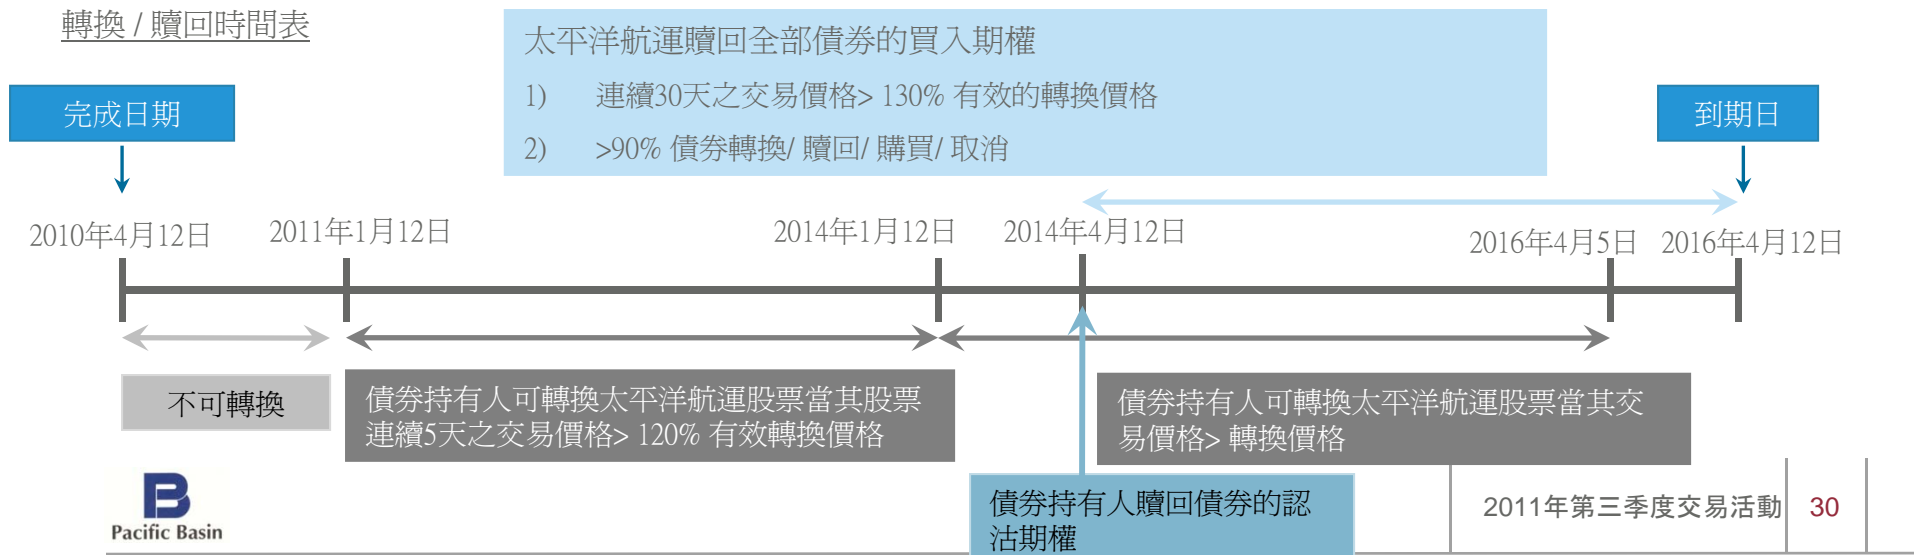 轉換 / 贖回時間表
太平洋航運贖回全部債券的買入期權
1) 連續30天之交易價格> 130% 有效的轉換價格
2) >90% 債券轉換/ 贖回/ 購買/ 取消
完成日期
到期日
2010年4月12日
2011年1月12日
2014年1月12日
2014年4月12日
2016年4月5日
2016年4月12日
不可轉換
債券持有人可轉換太平洋航運股票當其股票
連續5天之交易價格> 120% 有效轉換價格
債券持有人可轉換太平洋航運股票當其交
易價格> 轉換價格
債券持有人贖回債券的認
沽期權
Pacific Basin
2011年第三季度交易活動
30